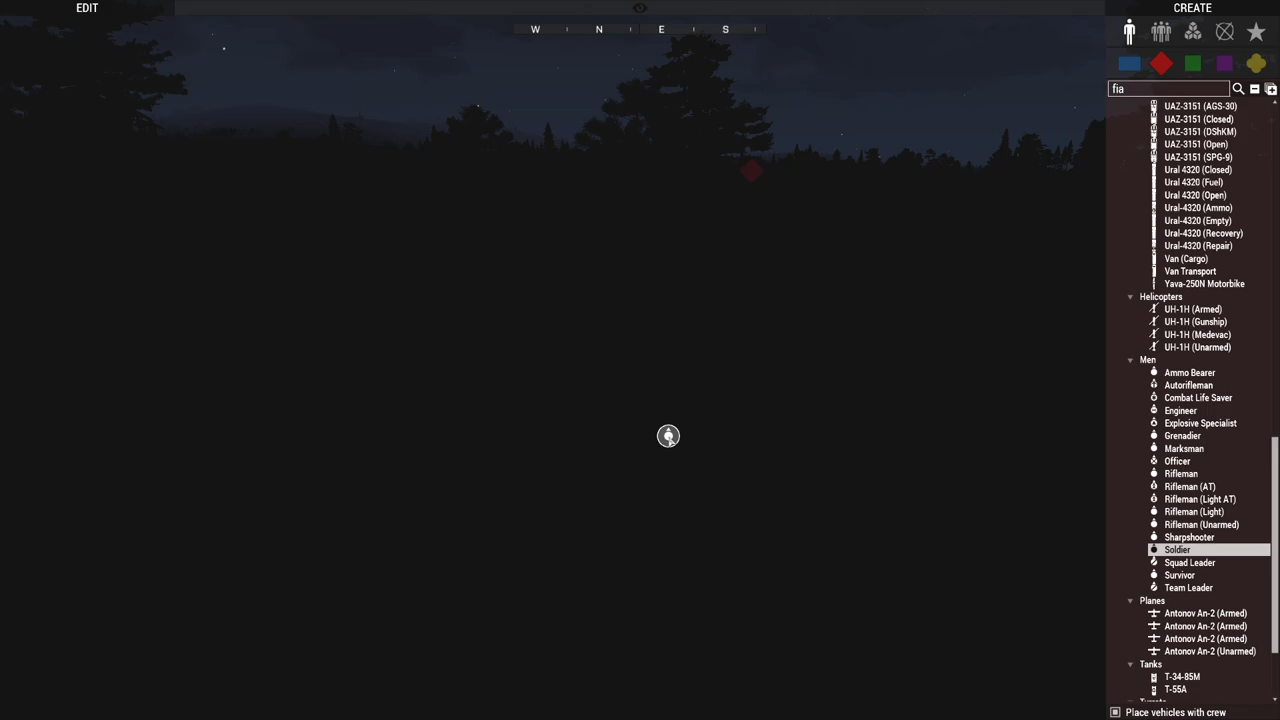 EDIT
CREATE
W N E S
fia
UAZ-3151 (AGS-30)
UAZ-3151 (Closed)
UAZ-3151 (DShKM)
UAZ-3151 (Open)
UAZ-3151 (SPG-9)
Ural 4320 (Closed)
Ural 4320 (Fuel)
Ural 4320 (Open)
Ural-4320 (Ammo)
Ural-4320 (Empty)
Ural-4320 (Recovery)
Ural-4320 (Repair)
Van (Cargo)
Van Transport
Yava-250N Motorbike
Helicopters
UH-1H (Armed)
UH-1H (Gunship)
UH-1H (Medevac)
UH-1H (Unarmed)
Men
Ammo Bearer
Autorifleman
Combat Life Saver
Engineer
Explosive Specialist
Grenadier
Marksman
Officer
Rifleman
Rifleman (AT)
Rifleman (Light AT)
Rifleman (Light)
Rifleman (Unarmed)
Sharpshooter
Soldier
Squad Leader
Survivor
Team Leader
Planes
Antonov An-2 (Armed)
Antonov An-2 (Armed)
Antonov An-2 (Armed)
Antonov An-2 (Unarmed)
Tanks
T-34-85M
T-55A
Place vehicles with crew